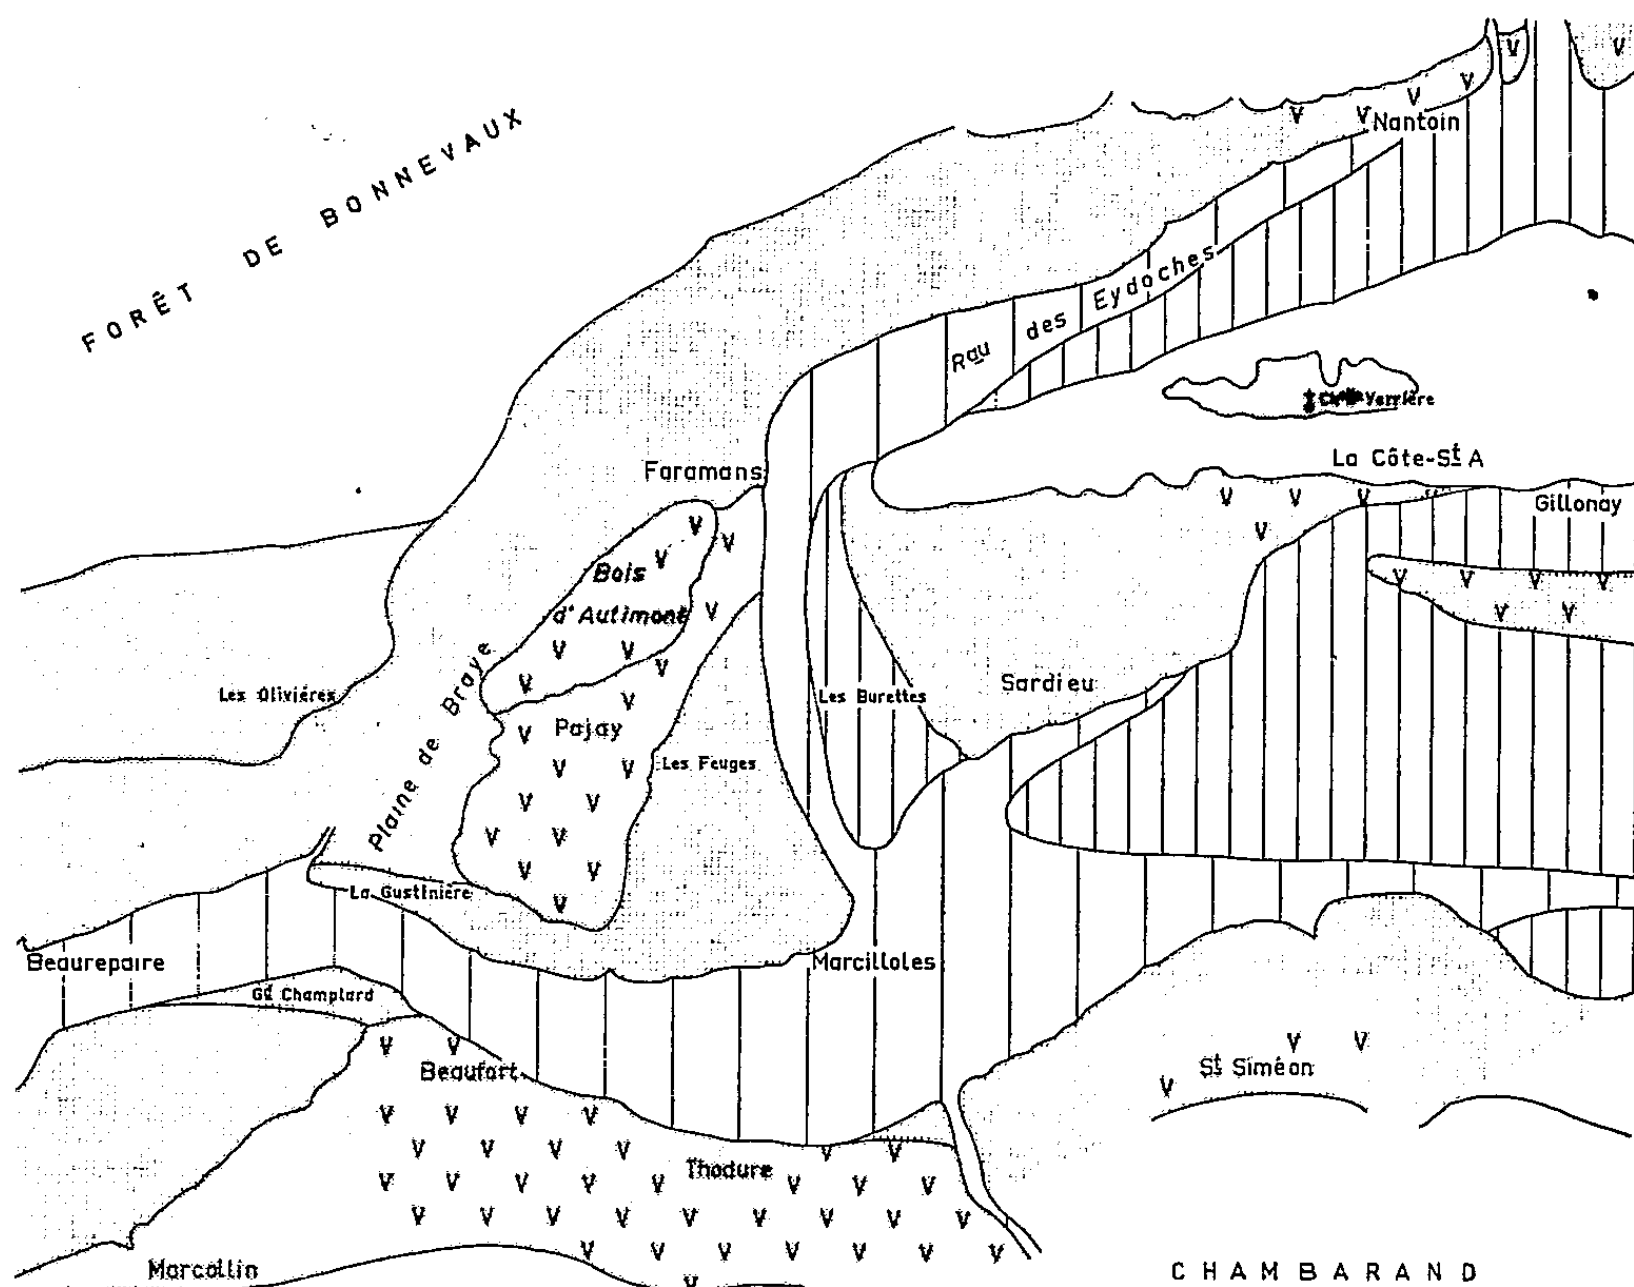 FORÊT DE BONNEVAUX
Nantoin
Rau des Eydoches
La Côte-St A
Gillonay
Faramans
Bois
d'Autimont
Les Oliviéres
Plaine de Braye
Pajay
Les Burettes
Sardieu
Les Feuges
La Gustinière
Beaurepaire
Marcilloles
Gd Champlard
Beaufort
St Siméon
Thodure
Marcollin
CHAMBARAND